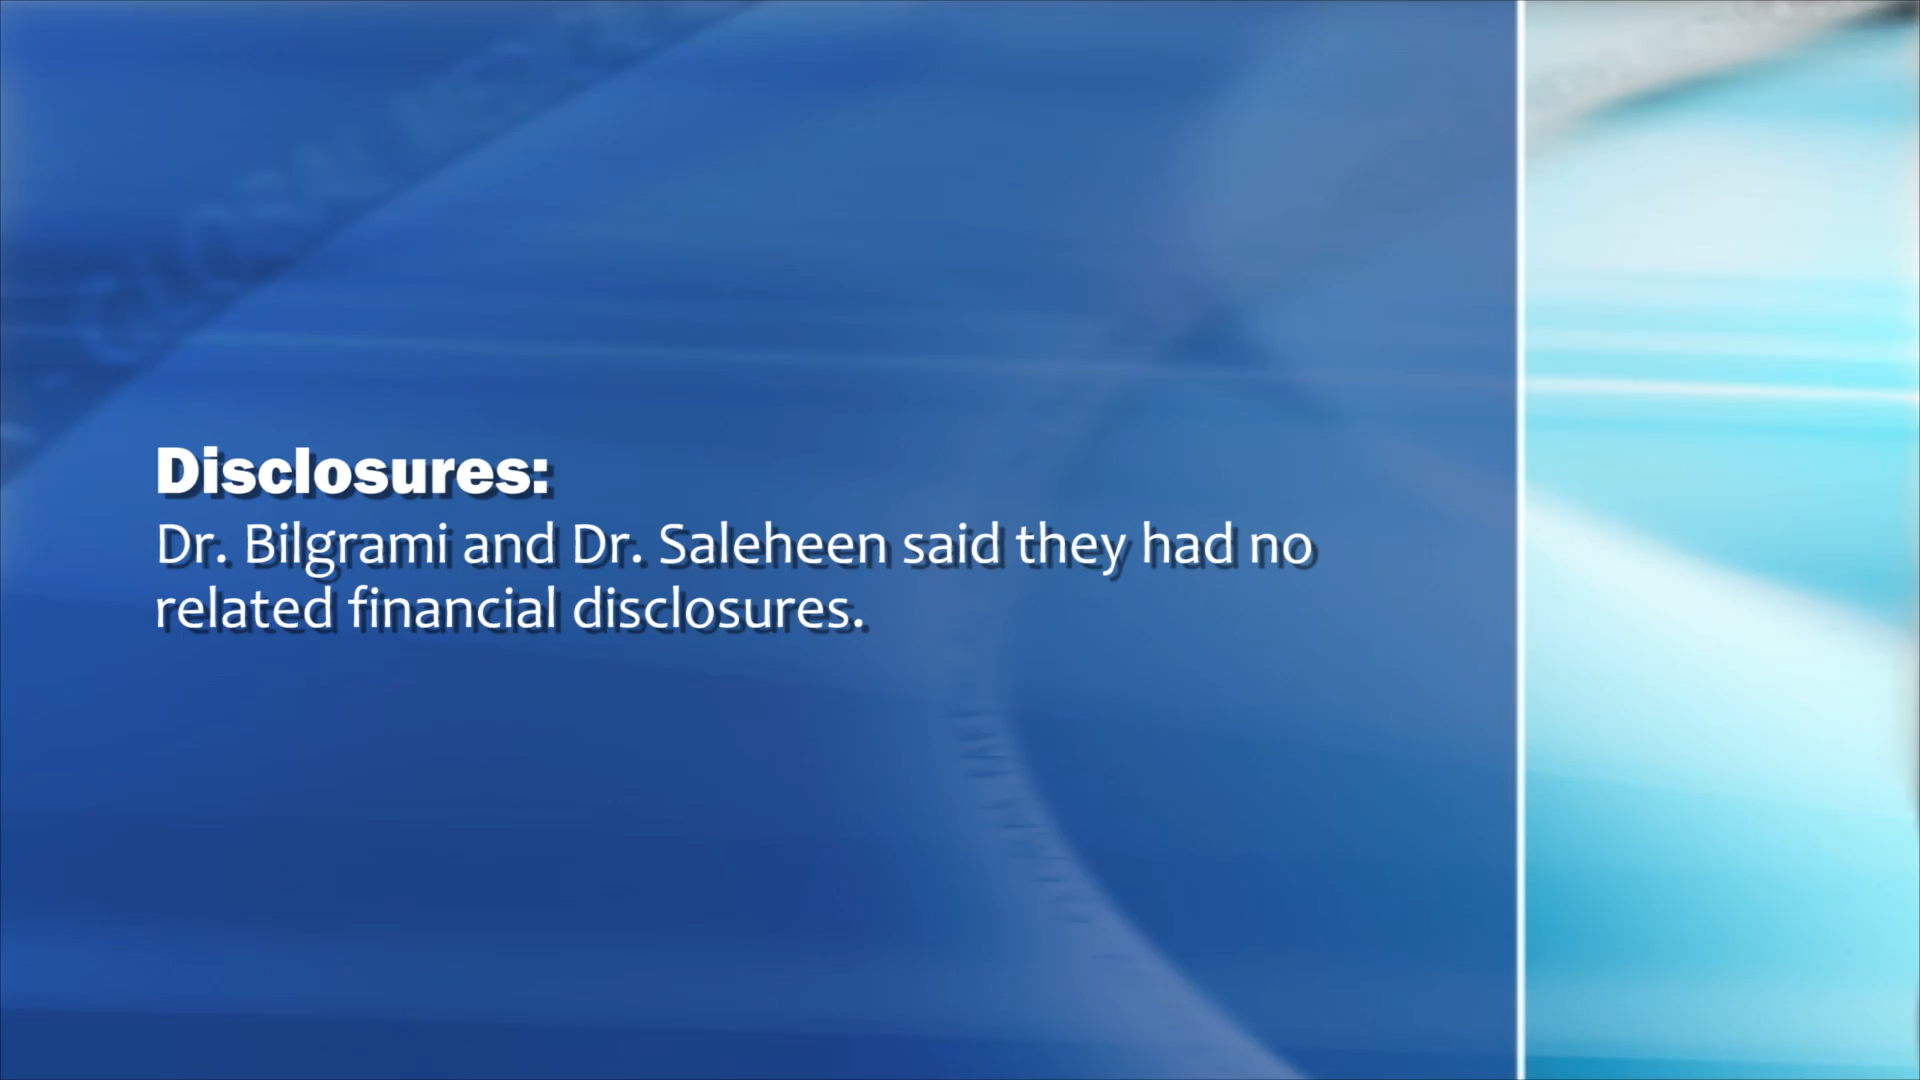 Disclosures:
Dr. Bilgrami and Dr. Saleheen said they had no
related financial disclosures.